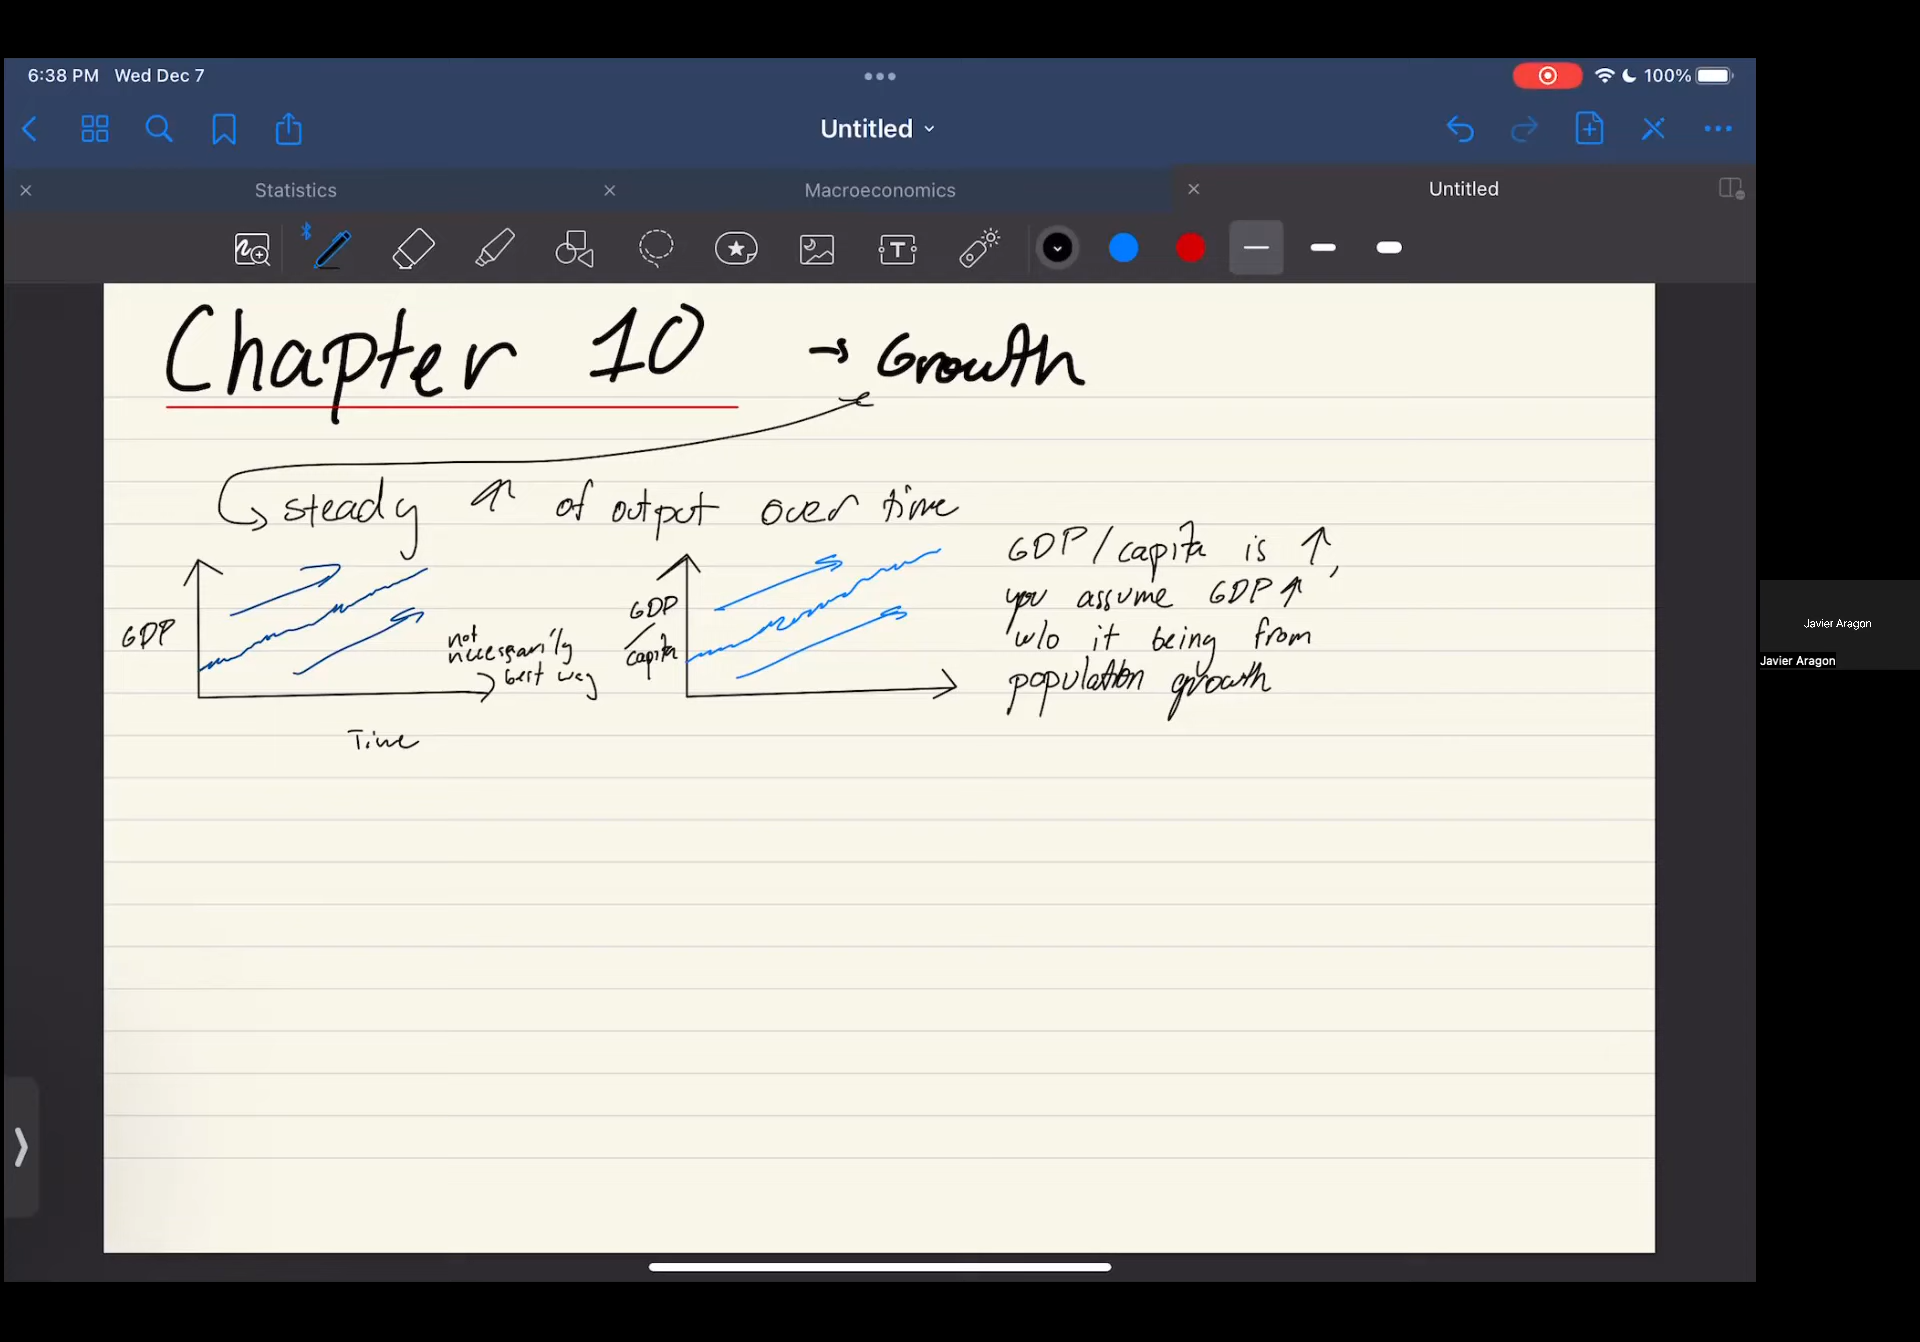 6:38 PM Wed Dec 7
100%
Untitled
Statistics
Macroeconomics
Untitled
Chapter 10 → Growth
steady ↑ of output over time
GDP
Time
not
necessarily
best way
GDP
/
capita
GDP/capita is ↑,
you assume GDP ↑
w/o it being from
population growth
Javier Aragon
Javier Aragon